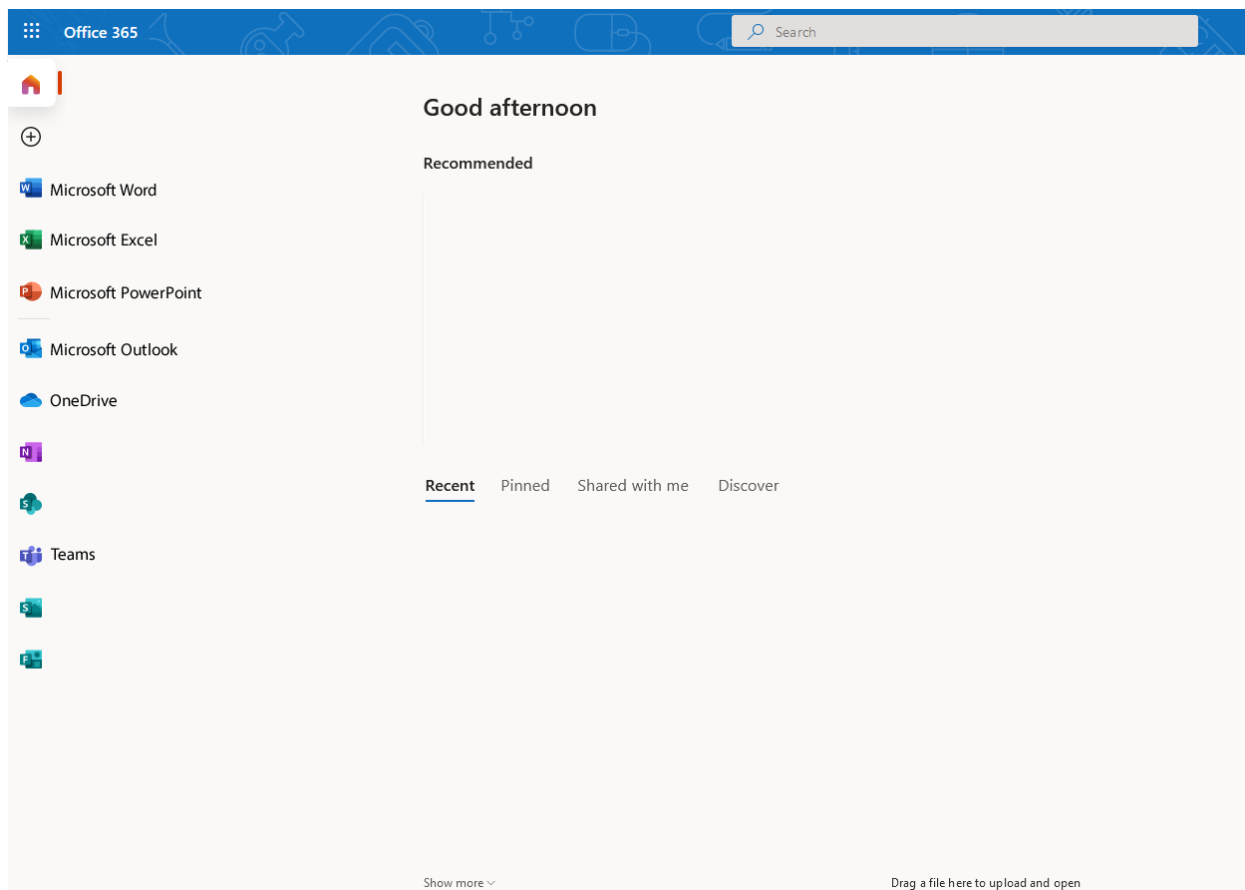 Office 365
Search
Good afternoon
Recommended
Microsoft Word
Microsoft Excel
Microsoft PowerPoint
Microsoft Outlook
OneDrive
Teams
Recent Pinned Shared with me Discover
Show more
Drag a file here to upload and open